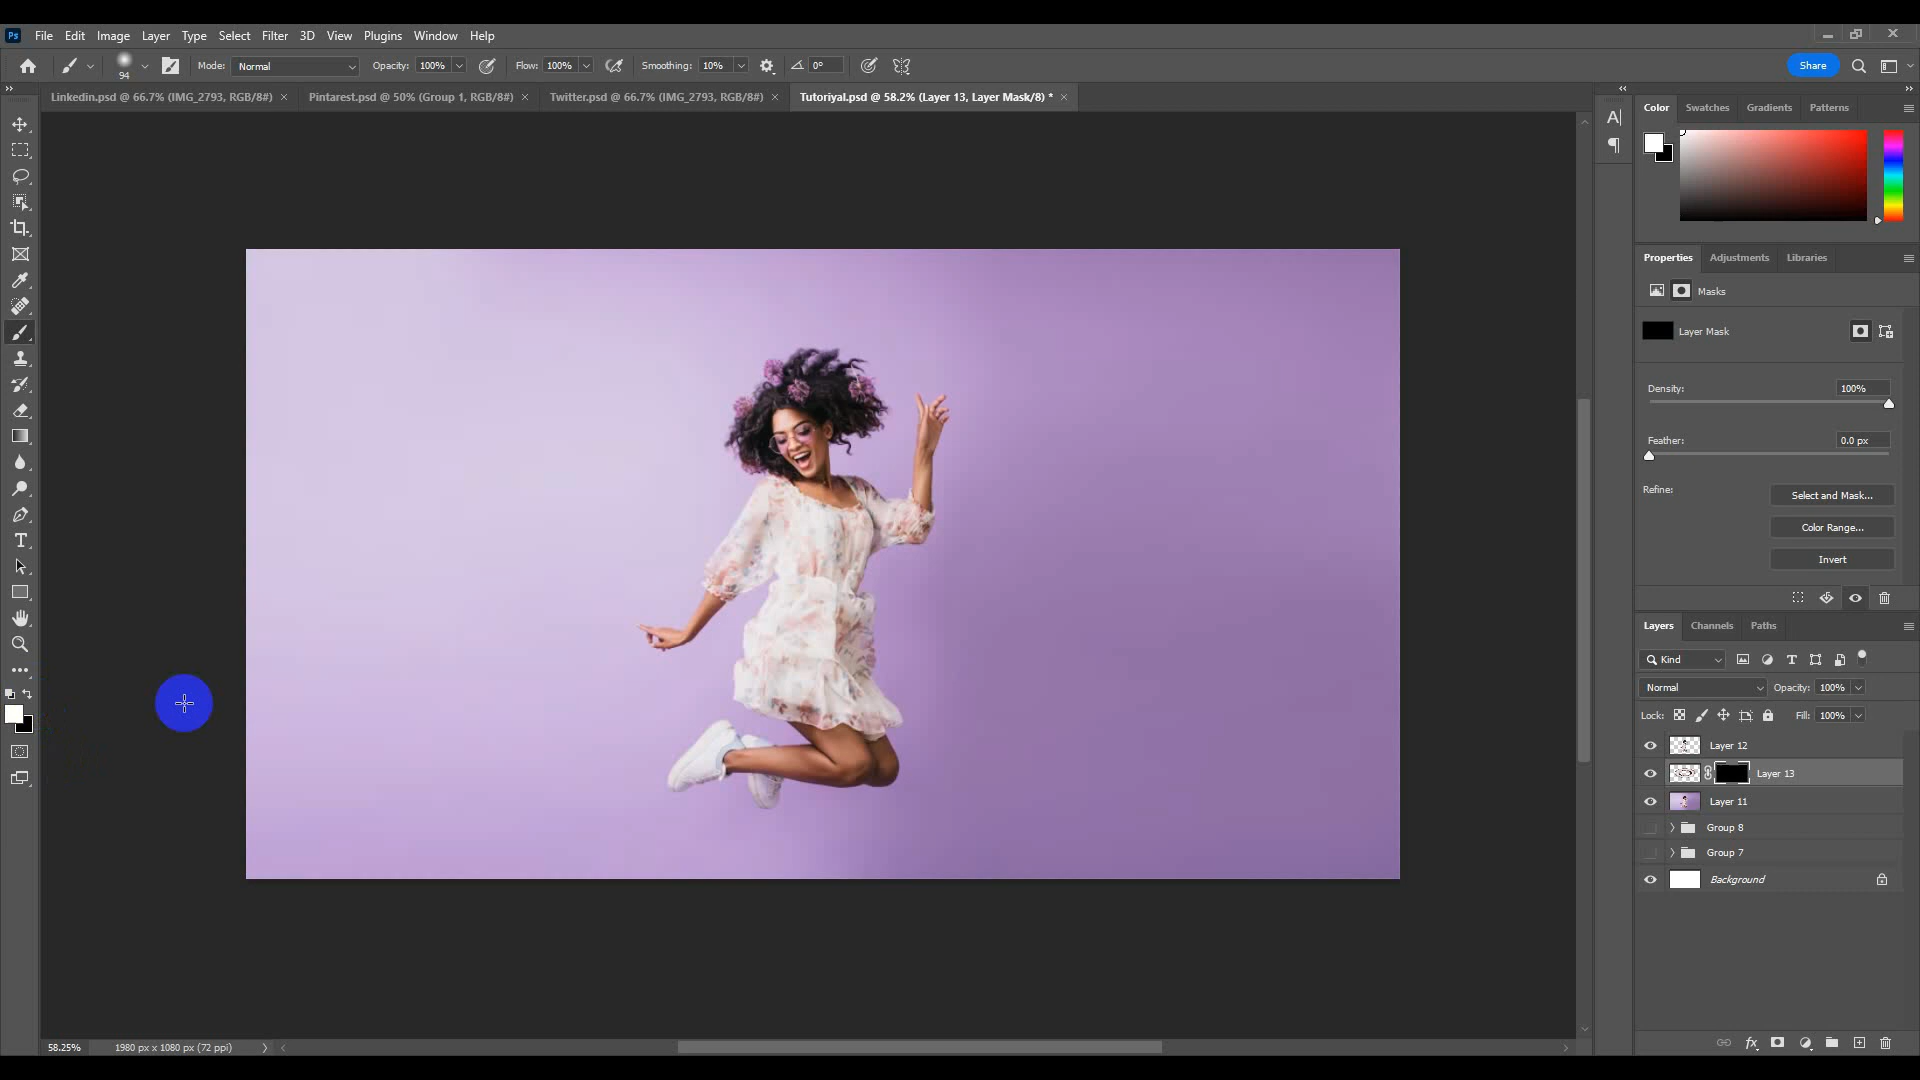 Ps File Edit Image Layer Type Select Filter 3D View Plugins Window Help
94 Mode: Normal Opacity: 100% Flow: 100% Smoothing: 10% 0° Share
Linkedin.psd @ 66.7% (IMG_2793, RGB/8#) × Pintarest.psd @ 50% (Group 1, RGB/8#) × Twitter.psd @ 66.7% (IMG_2793, RGB/8#) × Tutoriyal.psd @ 58.2% (Layer 13, Layer Mask/8) * ×
Color Swatches Gradients Patterns
Properties Adjustments Libraries
Masks
Layer Mask
Density: 100%
Feather: 0.0 px
Refine: Select and Mask...
Color Range...
Invert
Layers Channels Paths
Kind
Normal Opacity: 100%
Lock: Fill: 100%
Layer 12
Layer 13
Layer 11
Group 8
Group 7
Background
58.25% 1980 px x 1080 px (72 ppi)